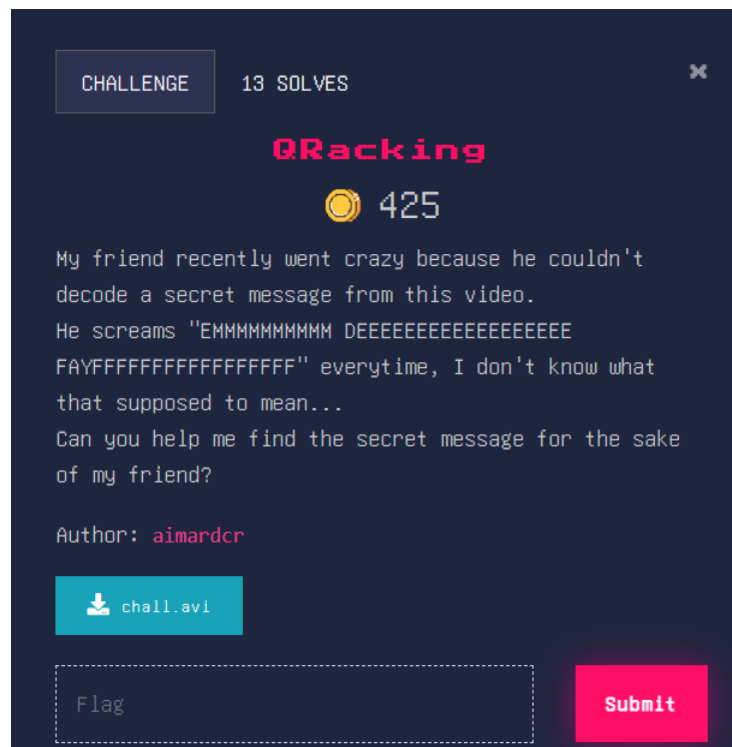 CHALLENGE
13 SOLVES
×
QRacking
425
My friend recently went crazy because he couldn't
decode a secret message from this video.
He screams "EMMMMMMMMMM DEEEEEEEEEEEEEEEEEEE
FAYFFFFFFFFFFFFFFFFF" everytime, I don't know what
that supposed to mean...
Can you help me find the secret message for the sake
of my friend?
Author: aimardcr
chall.avi
Flag
Submit